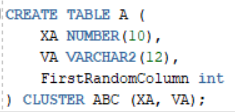 CREATE TABLE A (
XA NUMBER(10),
VA VARCHAR2(12),
FirstRandomColumn int
) CLUSTER ABC (XA, VA);